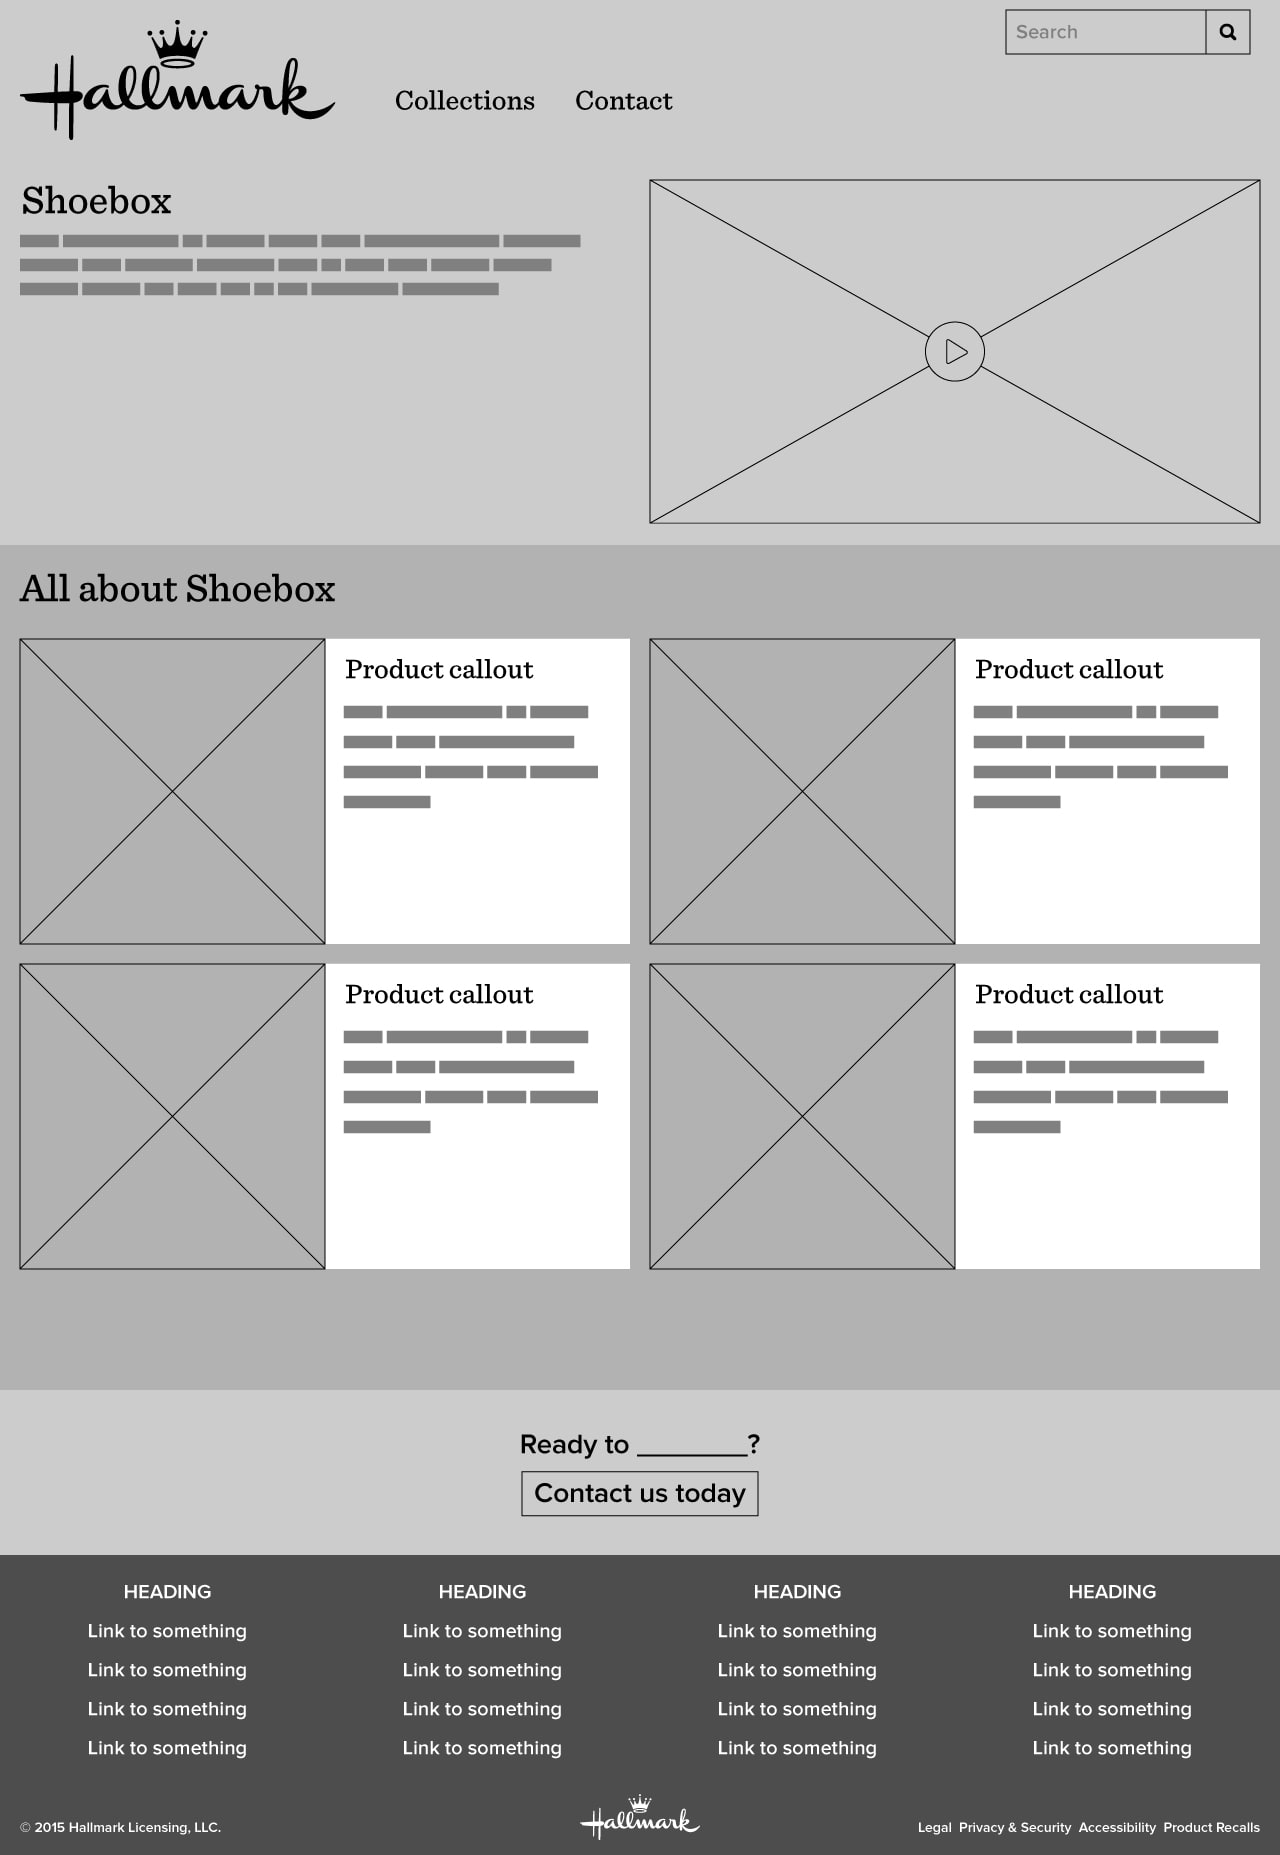 Search
Hallmark
Collections Contact
Shoebox
All about Shoebox
Product callout
Product callout
Product callout
Product callout
Ready to ________?
Contact us today
HEADING
Link to something
Link to something
Link to something
Link to something
HEADING
Link to something
Link to something
Link to something
Link to something
HEADING
Link to something
Link to something
Link to something
Link to something
HEADING
Link to something
Link to something
Link to something
Link to something
© 2015 Hallmark Licensing, LLC.
Hallmark
Legal Privacy & Security Accessibility Product Recalls